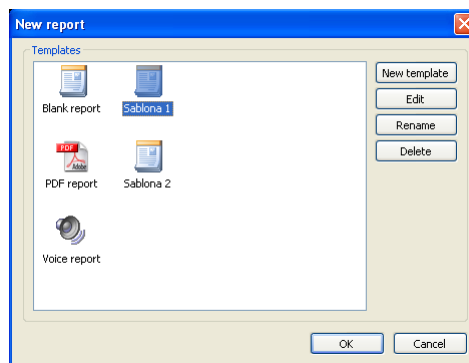 New report
Templates
Blank report
Sablona 1
PDF
Adobe
PDF report
Sablona 2
Voice report
New template
Edit
Rename
Delete
OK
Cancel